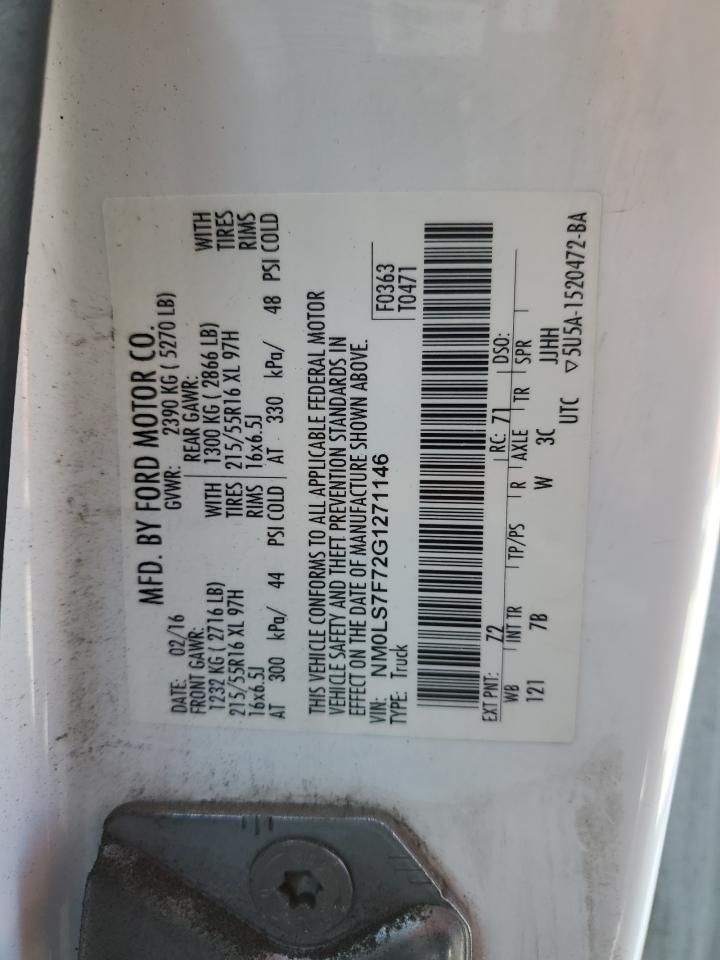 MFD. BY FORD MOTOR CO.
DATE: 02/16 GVWR: 2390 KG ( 5270 LB)
FRONT GAWR: REAR GAWR:
1232 KG ( 2716 LB) WITH 1300 KG ( 2866 LB) WITH
215/55R16 XL 97H TIRES 215/55R16 XL 97H TIRES
16x6.5J RIMS 16x6.5J RIMS
AT 300 kPa/ 44 PSI COLD AT 330 kPa/ 48 PSI COLD
THIS VEHICLE CONFORMS TO ALL APPLICABLE FEDERAL MOTOR
VEHICLE SAFETY AND THEFT PREVENTION STANDARDS IN
EFFECT ON THE DATE OF MANUFACTURE SHOWN ABOVE.
VIN: NM0LS7F72G1271146 F0363
TYPE: Truck T0471
EXT PNT: Z2 RC: 71 DSO:
WB INT TR TP/PS R AXLE TR SPR
121 7B W 3C JJHH
UTC ▽5U5A-1520472-BA